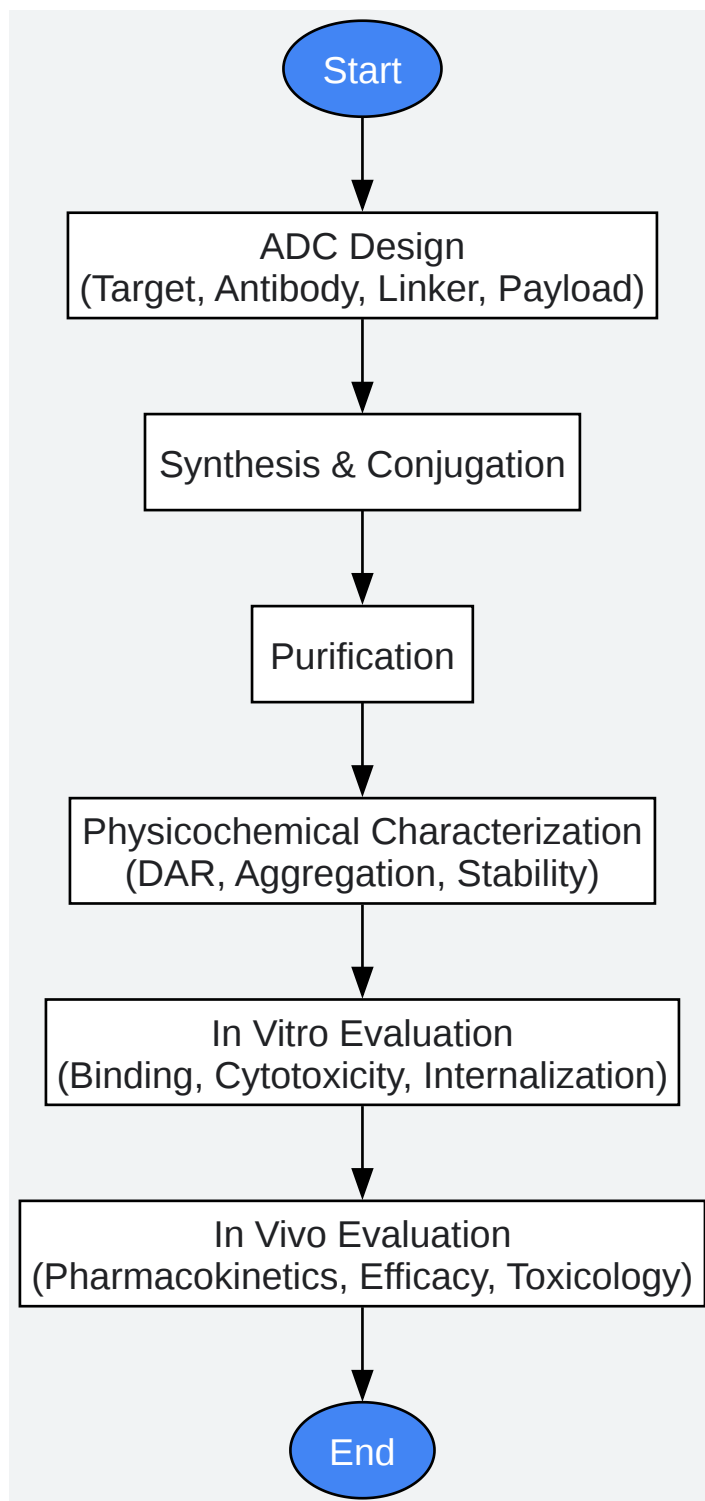 Start
ADC Design
(Target, Antibody, Linker, Payload)
Synthesis & Conjugation
Purification
Physicochemical Characterization
(DAR, Aggregation, Stability)
In Vitro Evaluation
(Binding, Cytotoxicity, Internalization)
In Vivo Evaluation
(Pharmacokinetics, Efficacy, Toxicology)
End